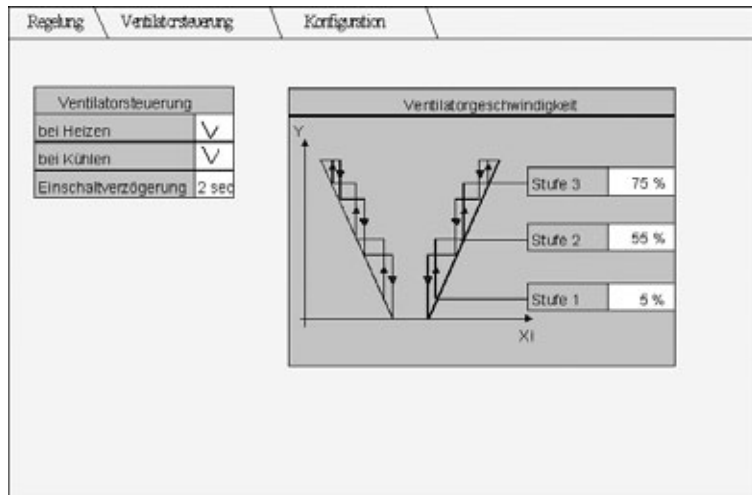 Regelung Ventilatorsteuerung Konfiguration
Ventilatorsteuerung
bei Heizen
bei Kühlen
Einschaltverzögerung 2 sec
Ventilatorgeschwindigkeit
Y
Stufe 3 75 %
Stufe 2 55 %
Stufe 1 5 %
XI